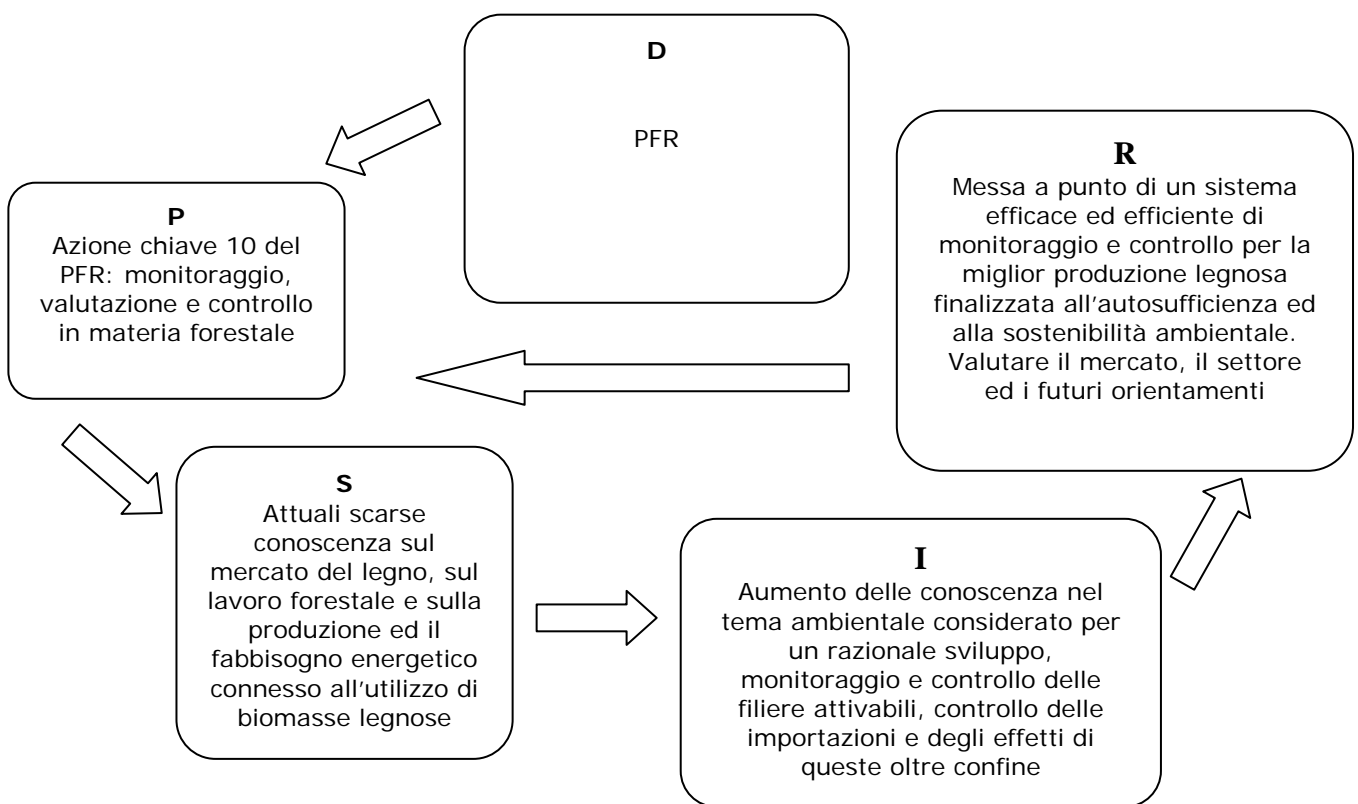 D
PFR
P
Azione chiave 10 del
PFR: monitoraggio,
valutazione e controllo
in materia forestale
S
Attuali scarse
conoscenza sul
mercato del legno, sul
lavoro forestale e sulla
produzione ed il
fabbisogno energetico
connesso all'utilizzo di
biomasse legnose
I
Aumento delle conoscenza nel
tema ambientale considerato per
un razionale sviluppo,
monitoraggio e controllo delle
filiere attivabili, controllo delle
importazioni e degli effetti di
queste oltre confine
R
Messa a punto di un sistema
efficace ed efficiente di
monitoraggio e controllo per la
miglior produzione legnosa
finalizzata all'autosufficienza ed
alla sostenibilità ambientale.
Valutare il mercato, il settore
ed i futuri orientamenti